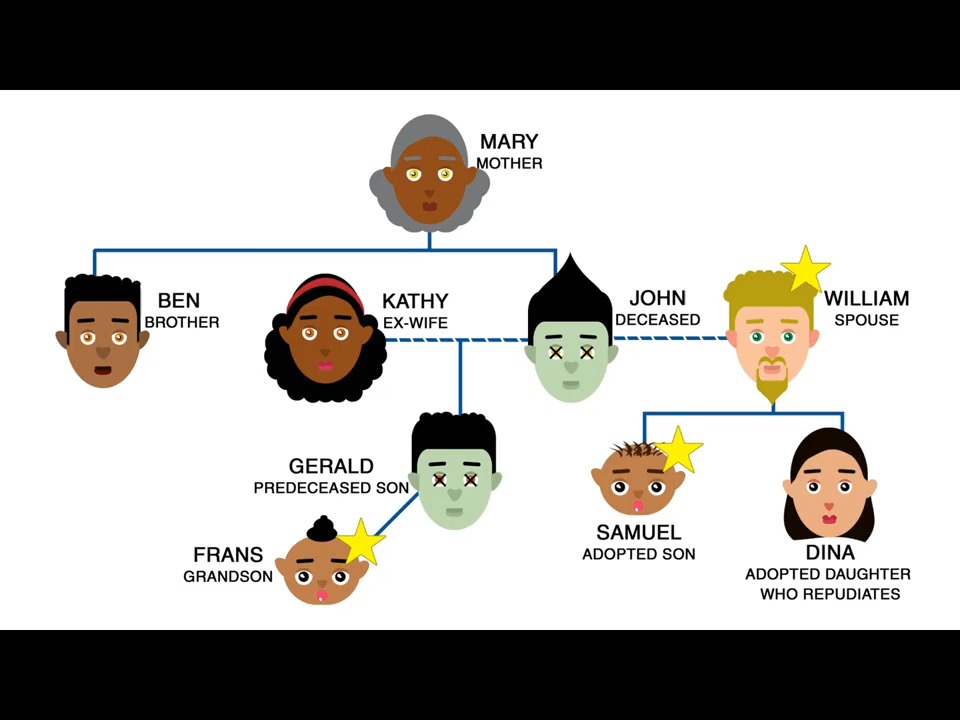 MARY
MOTHER
BEN
BROTHER
KATHY
EX-WIFE
JOHN
DECEASED
WILLIAM
SPOUSE
GERALD
PREDECEASED SON
FRANS
GRANDSON
SAMUEL
ADOPTED SON
DINA
ADOPTED DAUGHTER
WHO REPUDIATES